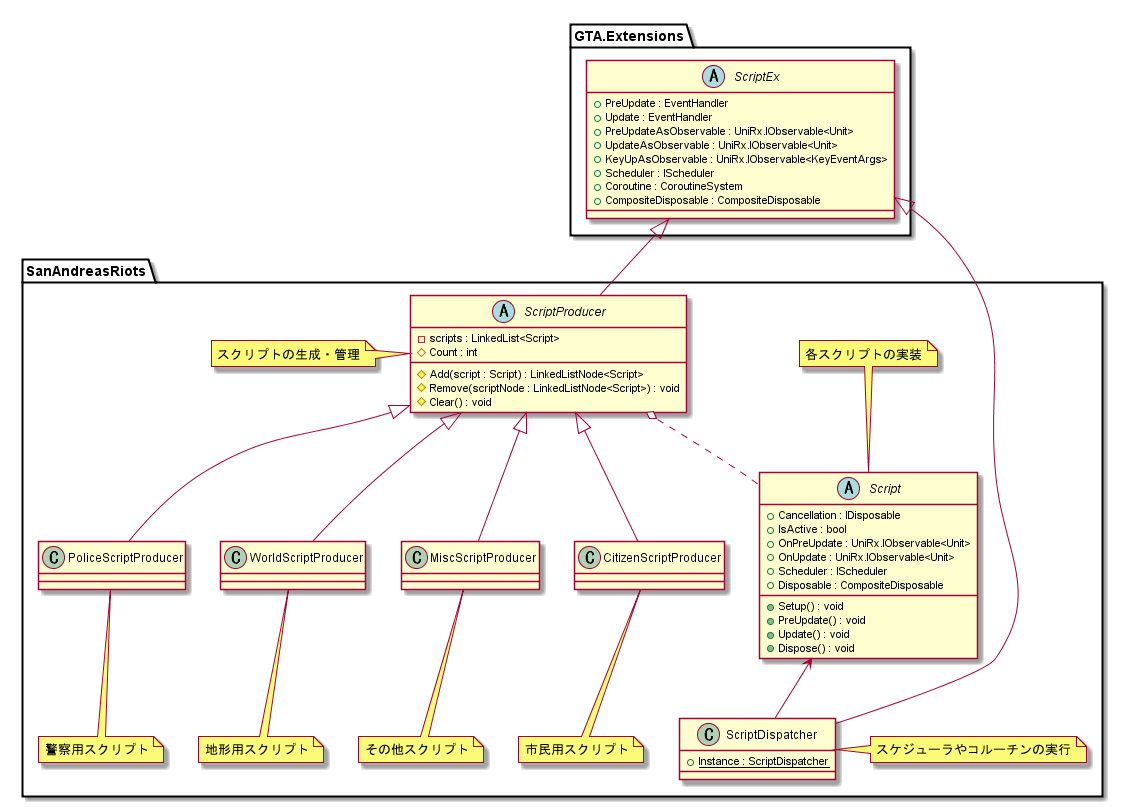 GTA.Extensions
A ScriptEx
PreUpdate : EventHandler
Update : EventHandler
PreUpdateAsObservable : UniRx.IObservable<Unit>
UpdateAsObservable : UniRx.IObservable<Unit>
KeyUpAsObservable : UniRx.IObservable<KeyEventArgs>
Scheduler : IScheduler
Coroutine : CoroutineSystem
CompositeDisposable : CompositeDisposable
SanAndreasRiots
A ScriptProducer
scripts : LinkedList<Script>
Count : int
Add(script : Script) : LinkedListNode<Script>
Remove(scriptNode : LinkedListNode<Script>) : void
Clear() : void
スクリプトの生成・管理
各スクリプトの実装
A Script
Cancellation : IDisposable
IsActive : bool
OnPreUpdate : UniRx.IObservable<Unit>
OnUpdate : UniRx.IObservable<Unit>
Scheduler : IScheduler
Disposable : CompositeDisposable
Setup() : void
PreUpdate() : void
Update() : void
Dispose() : void
C PoliceScriptProducer
C WorldScriptProducer
C MiscScriptProducer
C CitizenScriptProducer
警察用スクリプト
地形用スクリプト
その他スクリプト
市民用スクリプト
C ScriptDispatcher
Instance : ScriptDispatcher
スケジューラやコルーチンの実行